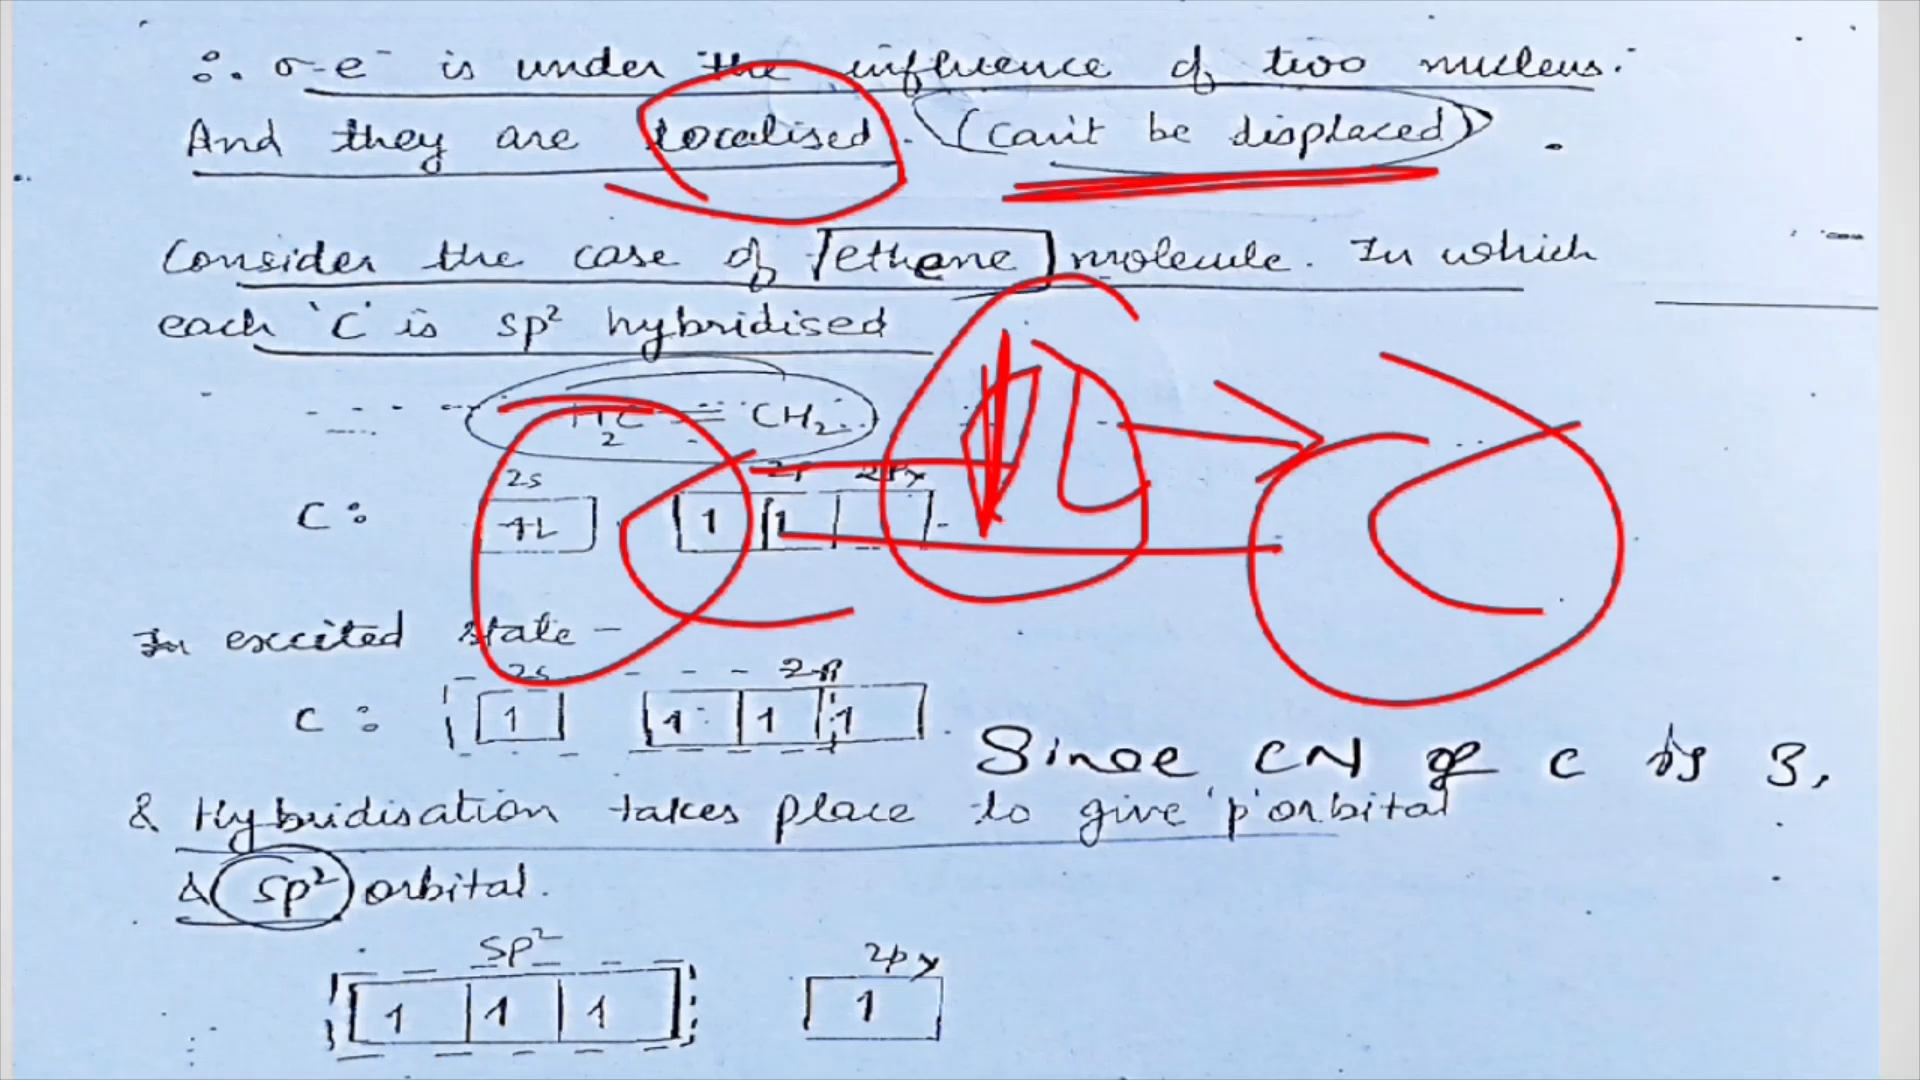 ∴ σ-e⁻ is under the influence of two nucleus.
And they are localised. (can't be displaced).
Consider the case of ethene molecule. In which
each 'C' is sp² hybridised
H₂C = CH₂
2s 2p 2py
C: 1L 1 1
In excited state –
2s 2p
C: 1 1 1 1
Since CN of C is 3,
& Hybridisation takes place to give 'p' orbital
& sp² orbital.
sp² 2py
1 1 1 1
C C